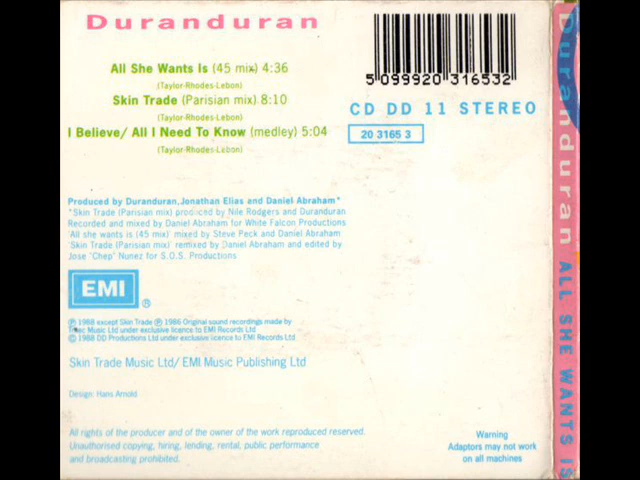 Duranduran
All She Wants Is (45 mix) 4:36
(Taylor-Rhodes-Lebon)
Skin Trade (Parisian mix) 8:10
(Taylor-Rhodes-Lebon)
I Believe/ All I Need To Know (medley) 5:04
(Taylor-Rhodes-Lebon)
5 099920 316532
CD DD 11 STEREO
20 3165 3
Produced by Duranduran, Jonathan Elias and Daniel Abraham*
*Skin Trade (Parisian mix) produced by Nile Rodgers and Duranduran
Recorded and mixed by Daniel Abraham for White Falcon Productions
'All she wants is (45 mix)' mixed by Steve Peck and Daniel Abraham
'Skin Trade (Parisian mix)' remixed by Daniel Abraham and edited by
Jose "Chep" Nunez for S.O.S. Productions
EMI ®
Ⓟ 1988 except Skin Trade Ⓟ 1986 Original sound recordings made by
Tritec Music Ltd under exclusive licence to EMI Records Ltd
© 1988 DD Productions Ltd under exclusive licence to EMI Records Ltd
Skin Trade Music Ltd/ EMI Music Publishing Ltd
Design: Hans Arnold
All rights of the producer and of the owner of the work reproduced reserved.
Unauthorised copying, hiring, lending, rental, public performance
and broadcasting prohibited.
Warning
Adaptors may not work
on all machines
Duranduran ALL SHE WANTS IS